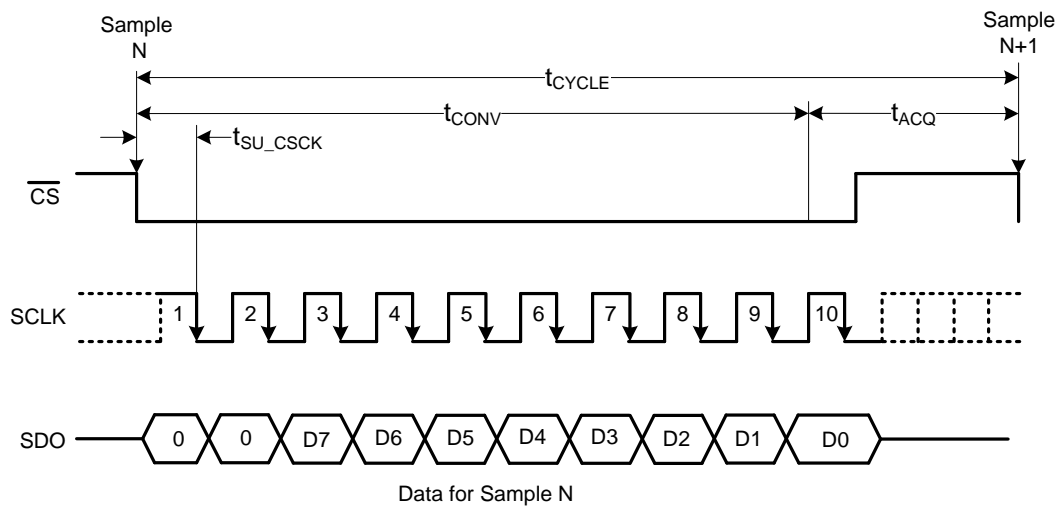 Sample
N
Sample
N+1
tCYCLE
tCONV
tACQ
tSU_CSCK
CS
SCLK
1 2 3 4 5 6 7 8 9 10
SDO
0 0 D7 D6 D5 D4 D3 D2 D1 D0
Data for Sample N